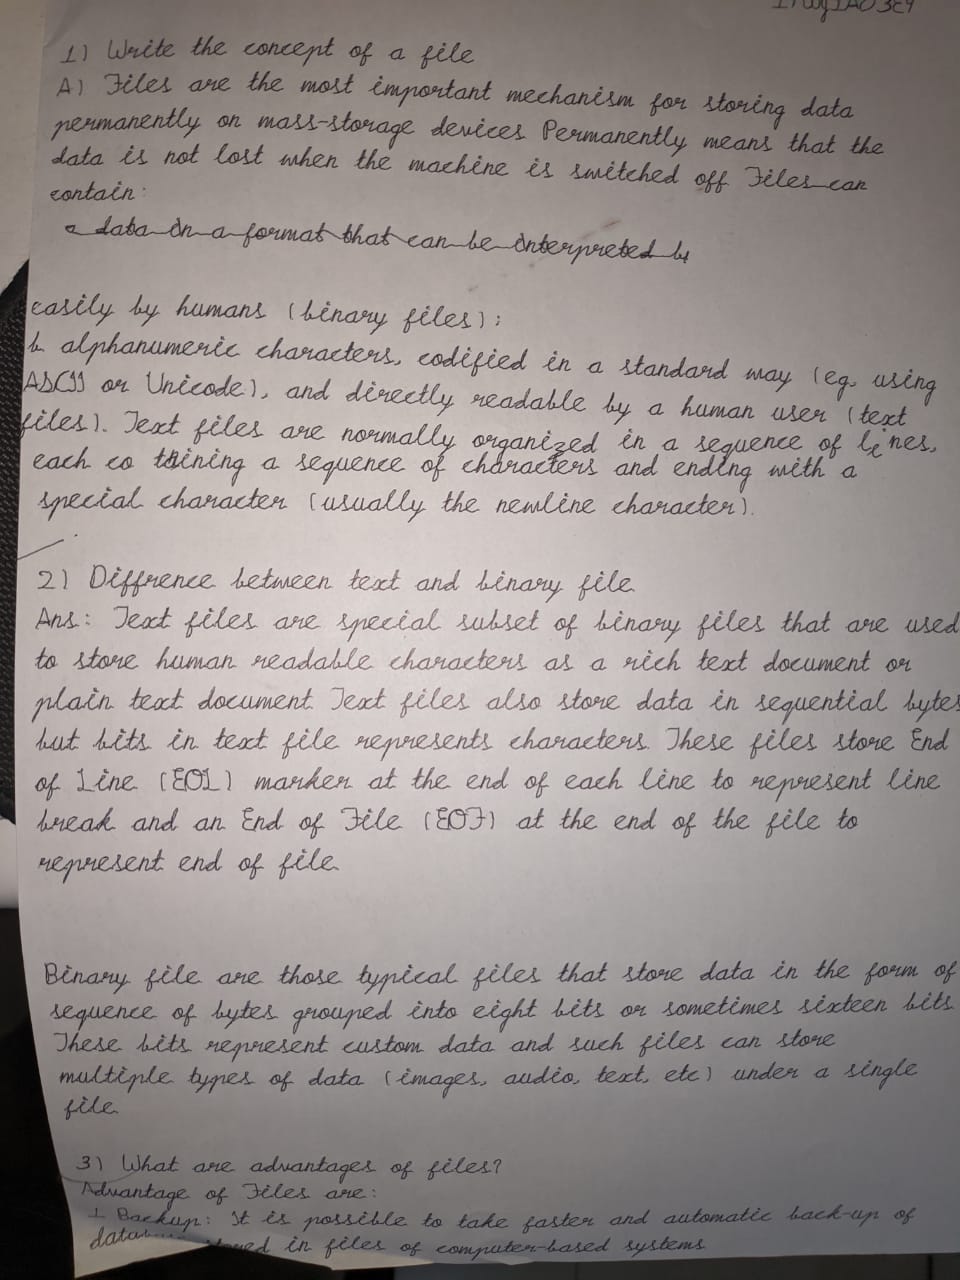 1) Write the concept of a file
A) Files are the most important mechanism for storing data
permanently on mass-storage devices Permanently means that the
data is not lost when the machine is switched off Files can
contain:
a data in a format that can be interpreted by
easily by humans (binary files);
b alphanumeric characters, codified in a standard way (eg. using
ASCII or Unicode), and directly readable by a human user (text
files). Text files are normally organized in a sequence of lines,
each co taining a sequence of characters and ending with a
special character (usually the newline character).
2) Diffrence between text and binary file
Ans: Text files are special subset of binary files that are used
to store human readable characters as a rich text document or
plain text document Text files also store data in sequential bytes
but bits in text file represents characters. These files store End
of Line (EOL) marker at the end of each line to represent line
break and an End of File (EOF) at the end of the file to
represent end of file
Binary file are those typical files that store data in the form of
sequence of bytes grouped into eight bits or sometimes sixteen bits
These bits represent custom data and such files can store
multiple types of data (images, audio, text, etc) under a single
file.
3) What are advantages of files?
Advantage of Files are:
1 Backup: It is possible to take faster and automatic back-up of
in files of computer-based systems